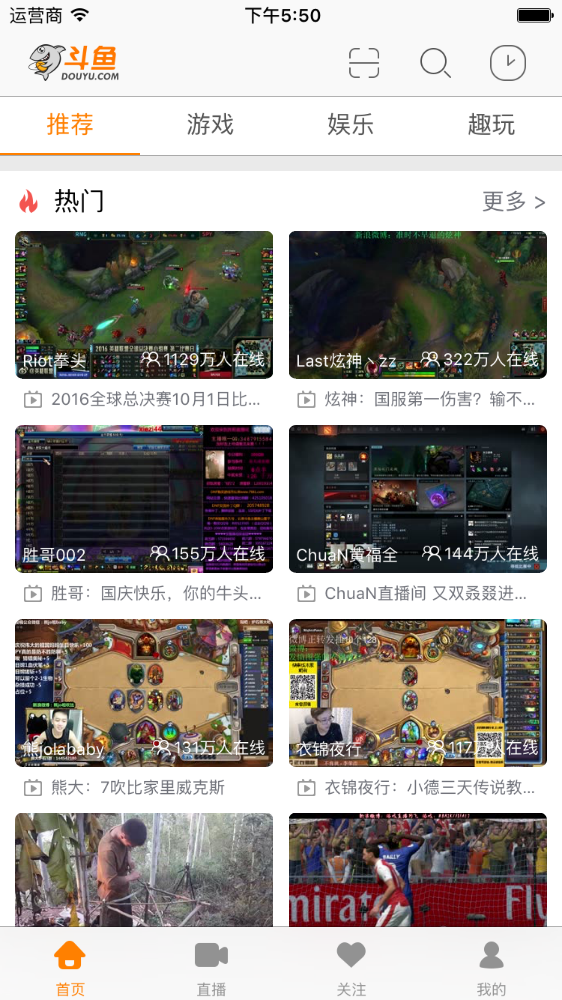 运营商 下午5:50
斗鱼
DOUYU.COM
推荐 游戏 娱乐 趣玩
热门 更多 >
Riot拳头 1129万人在线
Last炫神丶zz 322万人在线
2016全球总决赛10月1日比...
炫神：国服第一伤害？输不...
胜哥002 155万人在线
ChuaN黄福全 144万人在线
胜哥：国庆快乐，你的牛头...
ChuaN直播间 又双叒叕进...
熊jolababy 131万人在线
衣锦夜行 117万人在线
熊大：7吹比家里威克斯
衣锦夜行：小德三天传说教...
首页 直播 关注 我的